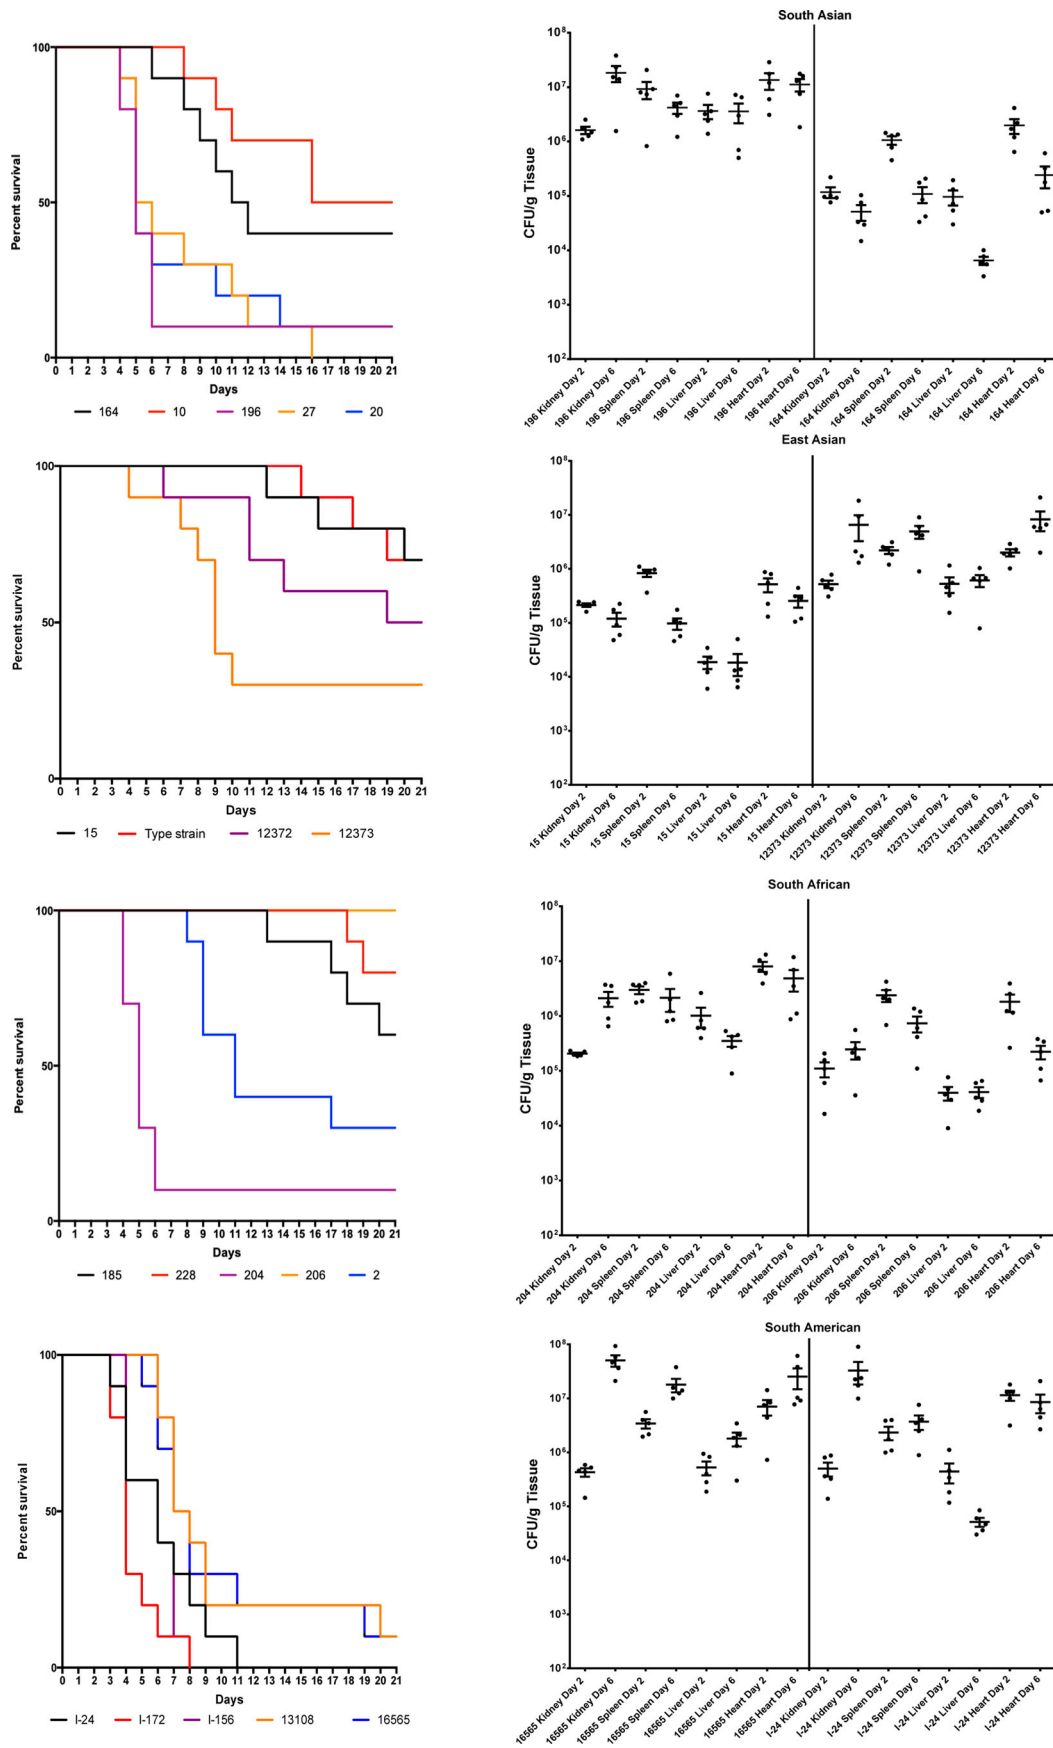 South Asian
Percent survival
100
50
0
0 1 2 3 4 5 6 7 8 9 10 11 12 13 14 15 16 17 18 19 20 21
Days
164 10 196 27 20
CFU/g Tissue
10⁸
10⁷
10⁶
10⁵
10⁴
10³
10²
196 Kidney Day 2
196 Kidney Day 6
196 Spleen Day 2
196 Spleen Day 6
196 Liver Day 2
196 Liver Day 6
196 Heart Day 2
196 Heart Day 6
164 Kidney Day 2
164 Kidney Day 6
164 Spleen Day 2
164 Spleen Day 6
164 Liver Day 2
164 Liver Day 6
164 Heart Day 2
164 Heart Day 6
East Asian
Percent survival
100
50
0
0 1 2 3 4 5 6 7 8 9 10 11 12 13 14 15 16 17 18 19 20 21
Days
15 Type strain 12372 12373
CFU/g Tissue
10⁸
10⁷
10⁶
10⁵
10⁴
10³
10²
15 Kidney Day 2
15 Kidney Day 6
15 Spleen Day 2
15 Spleen Day 6
15 Liver Day 2
15 Liver Day 6
15 Heart Day 2
15 Heart Day 6
12373 Kidney Day 2
12373 Kidney Day 6
12373 Spleen Day 2
12373 Spleen Day 6
12373 Liver Day 2
12373 Liver Day 6
12373 Heart Day 2
12373 Heart Day 6
South African
Percent survival
100
50
0
0 1 2 3 4 5 6 7 8 9 10 11 12 13 14 15 16 17 18 19 20 21
Days
185 228 204 206 2
CFU/g Tissue
10⁸
10⁷
10⁶
10⁵
10⁴
10³
10²
204 Kidney Day 2
204 Kidney Day 6
204 Spleen Day 2
204 Spleen Day 6
204 Liver Day 2
204 Liver Day 6
204 Heart Day 2
204 Heart Day 6
206 Kidney Day 2
206 Kidney Day 6
206 Spleen Day 2
206 Spleen Day 6
206 Liver Day 2
206 Liver Day 6
206 Heart Day 2
206 Heart Day 6
South American
Percent survival
100
50
0
0 1 2 3 4 5 6 7 8 9 10 11 12 13 14 15 16 17 18 19 20 21
Days
I-24 I-172 I-156 13108 16565
CFU/g Tissue
10⁸
10⁷
10⁶
10⁵
10⁴
10³
10²
16565 Kidney Day 2
16565 Kidney Day 6
16565 Spleen Day 2
16565 Spleen Day 6
16565 Liver Day 2
16565 Liver Day 6
16565 Heart Day 2
16565 Heart Day 6
I-24 Kidney Day 2
I-24 Kidney Day 6
I-24 Spleen Day 2
I-24 Spleen Day 6
I-24 Liver Day 2
I-24 Liver Day 6
I-24 Heart Day 2
I-24 Heart Day 6